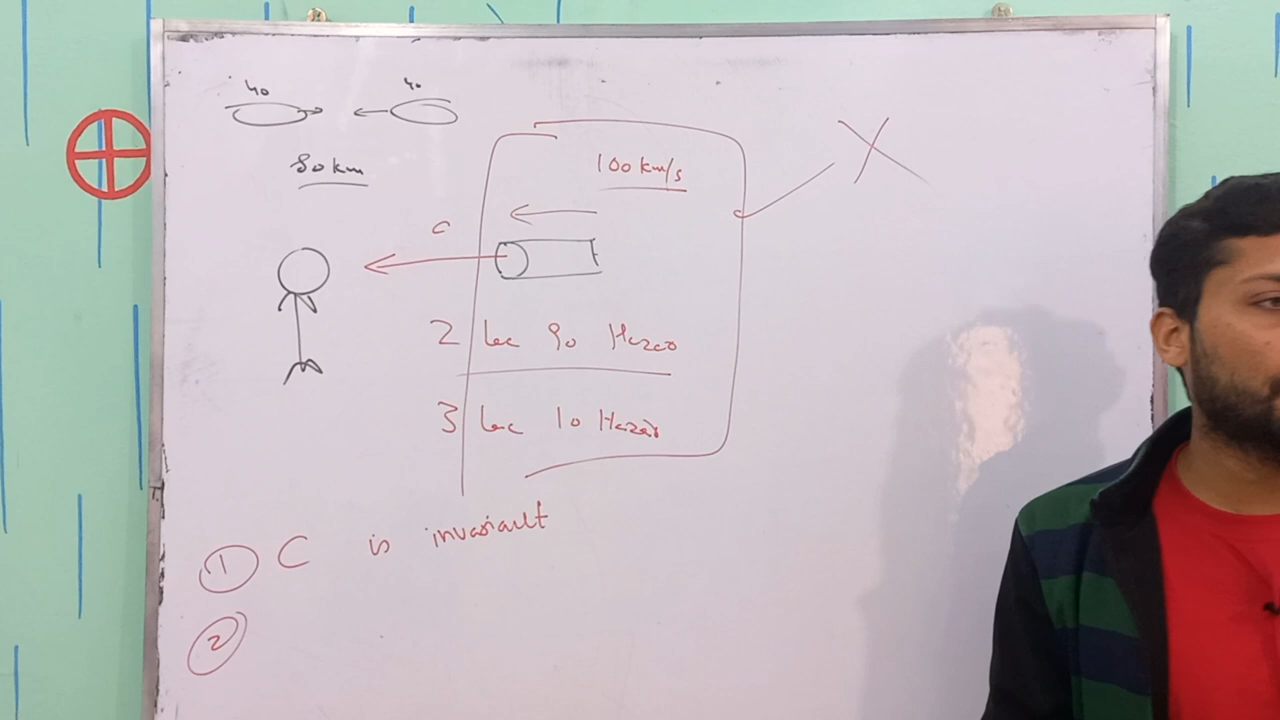 40 40
80 km
100 km/s
c
2 lac 90 Hazar
3 lac 10 Hazar
① C is invariant
②